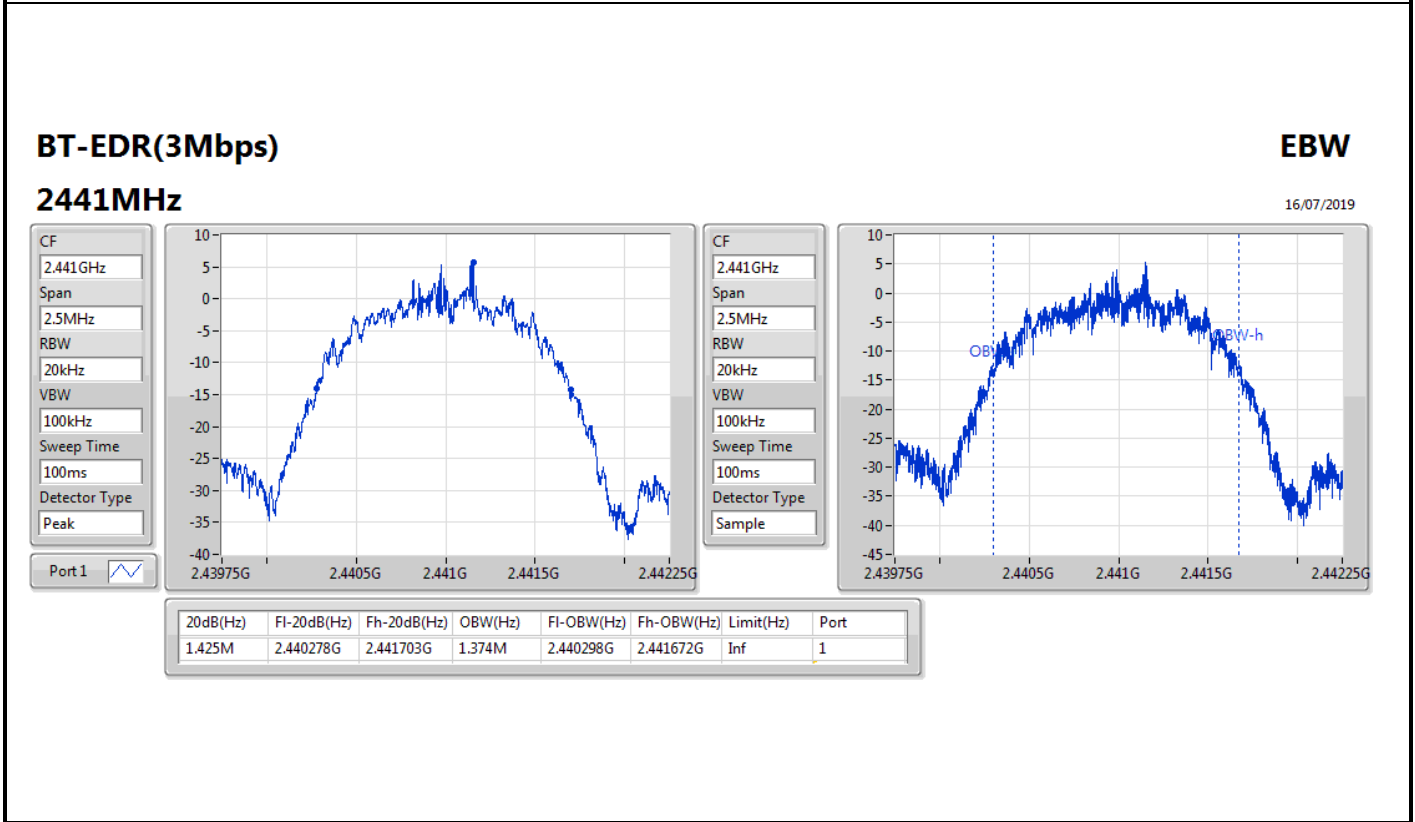 BT-EDR(3Mbps)
EBW
2441MHz
16/07/2019
CF
2.441GHz
Span
2.5MHz
RBW
20kHz
VBW
100kHz
Sweep Time
100ms
Detector Type
Peak
Port 1
10
5
0
-5
-10
-15
-20
-25
-30
-35
-40
2.43975G 2.4405G 2.441G 2.4415G 2.44225G
CF
2.441GHz
Span
2.5MHz
RBW
20kHz
VBW
100kHz
Sweep Time
100ms
Detector Type
Sample
10
5
0
-5
-10
-15
-20
-25
-30
-35
-40
-45
OBW-h
2.43975G 2.4405G 2.441G 2.4415G 2.44225G
20dB(Hz) Fl-20dB(Hz) Fh-20dB(Hz) OBW(Hz) Fl-OBW(Hz) Fh-OBW(Hz) Limit(Hz) Port
1.425M 2.440278G 2.441703G 1.374M 2.440298G 2.441672G Inf 1